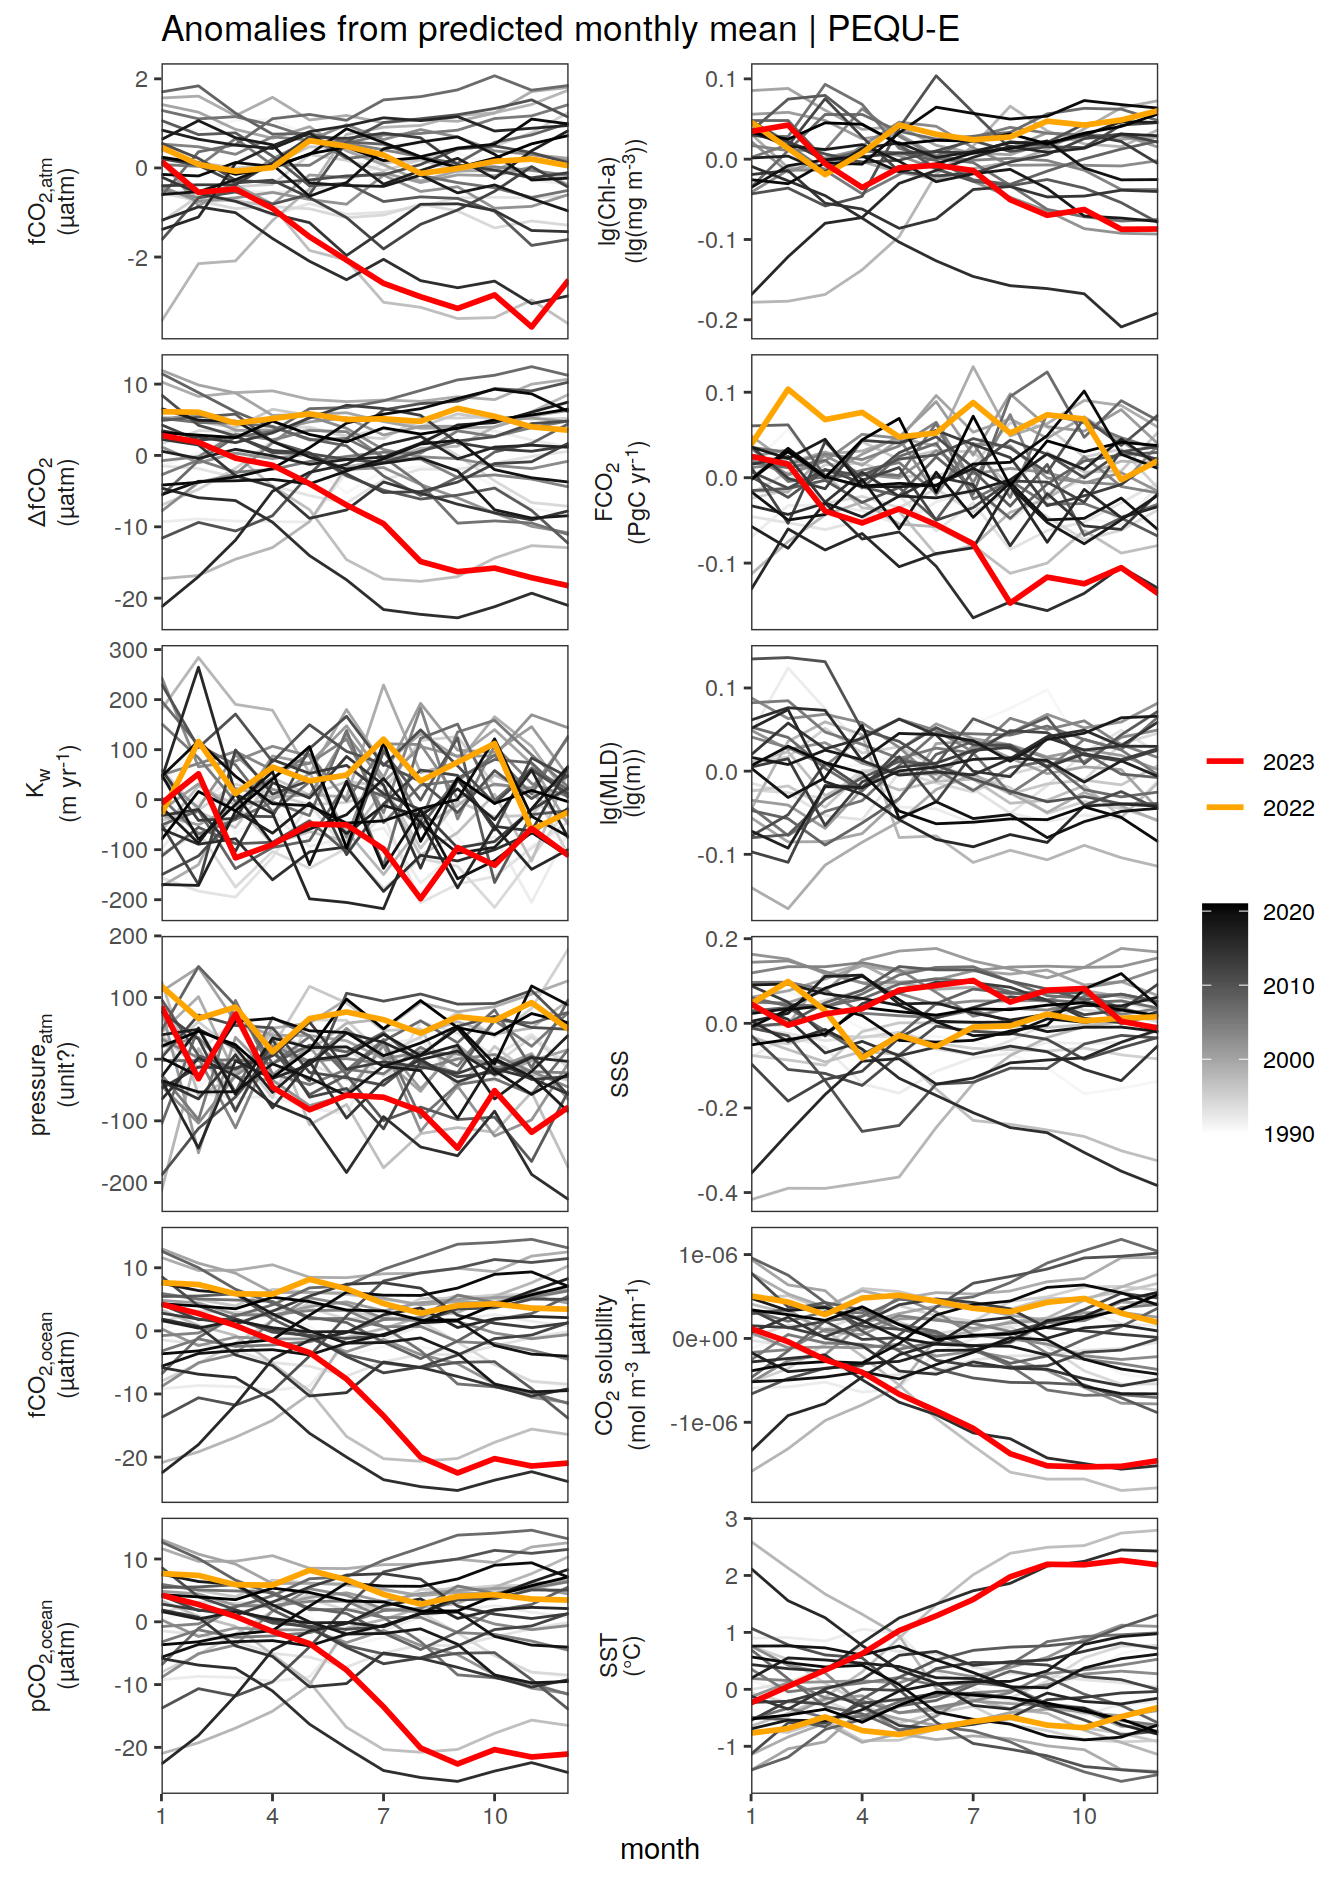 Anomalies from predicted monthly mean | PEQU-E
fCO2,atm
(µatm)
2
0
-2
lg(Chl-a)
(lg(mg m-3))
0.1
0.0
-0.1
-0.2
ΔfCO2
(µatm)
10
0
-10
-20
FCO2
(PgC yr-1)
0.1
0.0
-0.1
Kw
(m yr-1)
300
200
100
0
-100
-200
lg(MLD)
(lg(m))
0.1
0.0
-0.1
pressureatm
(unit?)
200
100
0
-100
-200
SSS
0.2
0.0
-0.2
-0.4
fCO2,ocean
(µatm)
10
0
-10
-20
CO2 solubility
(mol m-3 µatm-1)
1e-06
0e+00
-1e-06
pCO2,ocean
(µatm)
10
0
-10
-20
SST
(°C)
3
2
1
0
-1
1 4 7 10
1 4 7 10
month
2023
2022
2020
2010
2000
1990